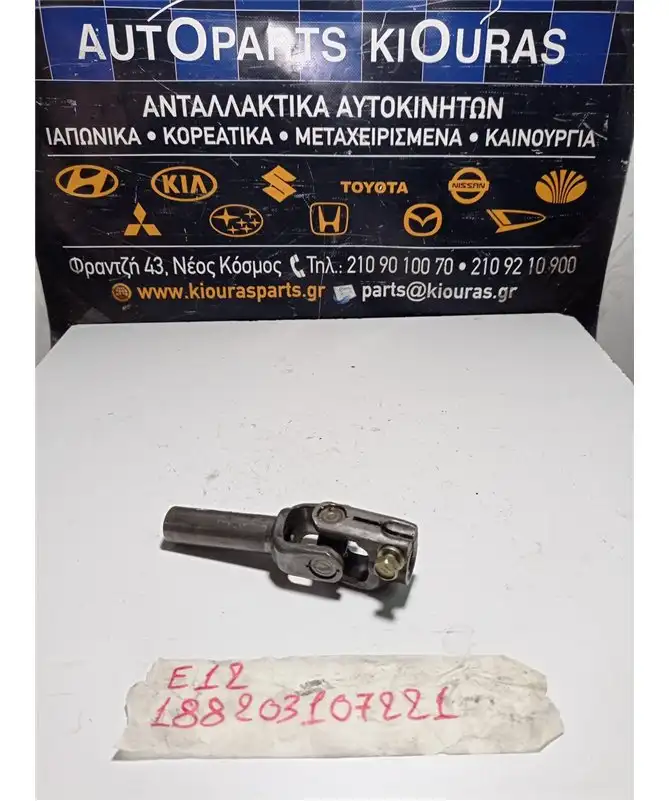 AUTOPARTS KIOURAS
ΑΝΤΑΛΛΑΚΤΙΚΑ ΑΥΤΟΚΙΝΗΤΩΝ
ΙΑΠΩΝΙΚΑ • ΚΟΡΕΑΤΙΚΑ • ΜΕΤΑΧΕΙΡΙΣΜΕΝΑ • ΚΑΙΝΟΥΡΓΙΑ
KIA TOYOTA NISSAN
Φραντζή 43, Νέος Κόσμος Τηλ.: 210 90 100 70 • 210 92 10 900
www.kiourasparts.gr parts@kiouras.gr
E12
188203107221